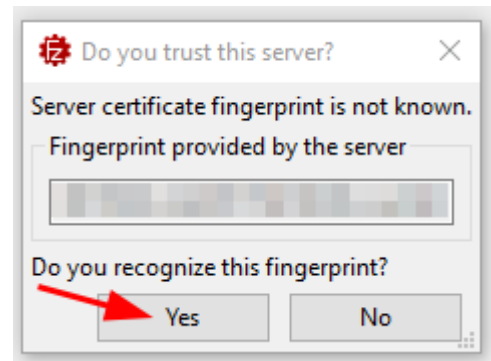 Do you trust this server?
Server certificate fingerprint is not known.
Fingerprint provided by the server
Do you recognize this fingerprint?
Yes
No